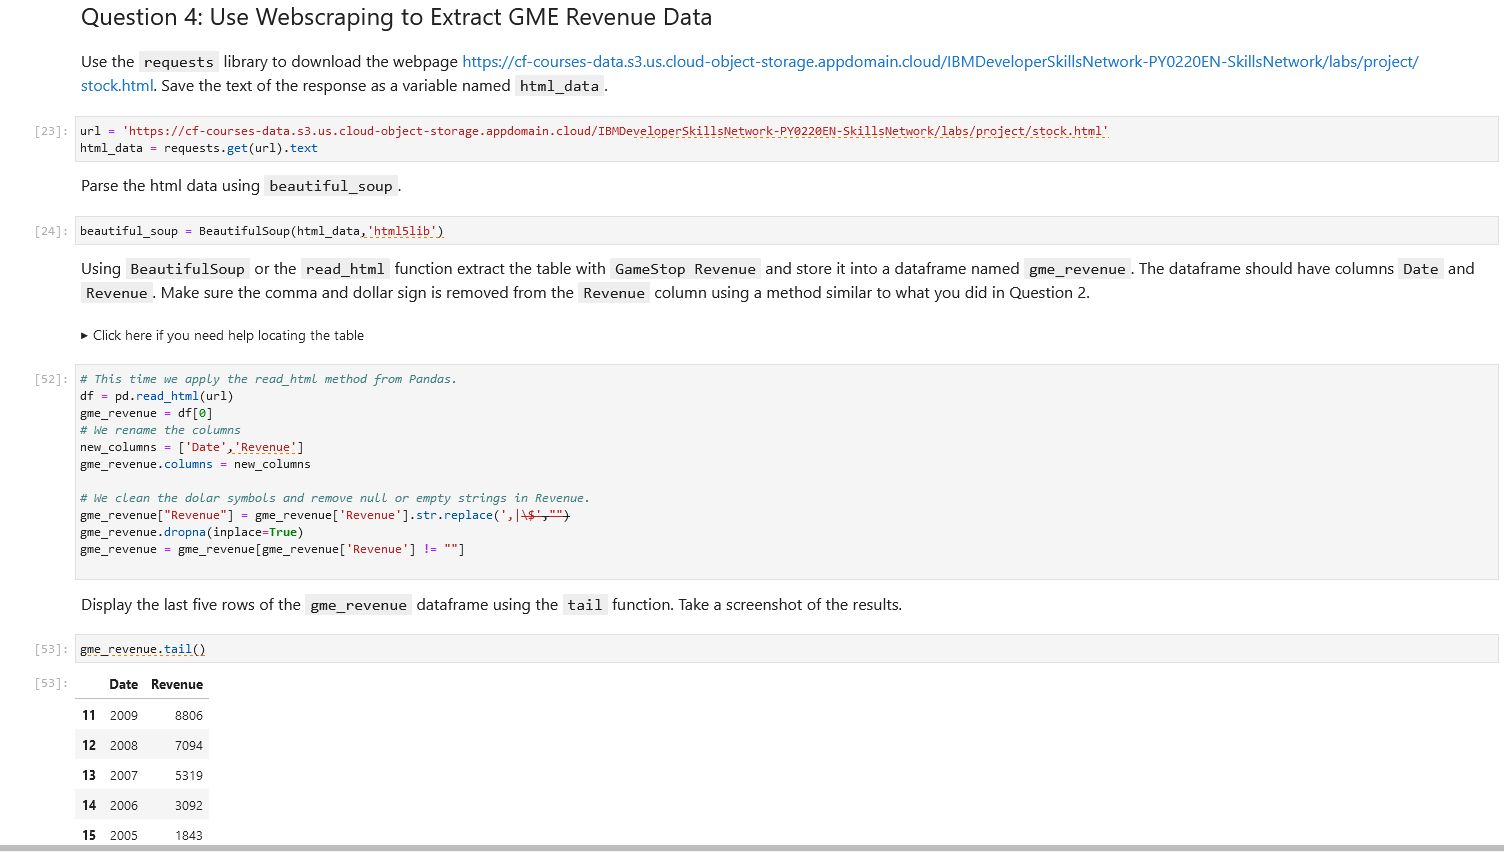 Question 4: Use Webscraping to Extract GME Revenue Data
Use the requests library to download the webpage https://cf-courses-data.s3.us.cloud-object-storage.appdomain.cloud/IBMDeveloperSkillsNetwork-PY0220EN-SkillsNetwork/labs/project/
stock.html. Save the text of the response as a variable named html_data.
[23]: url = 'https://cf-courses-data.s3.us.cloud-object-storage.appdomain.cloud/IBMDeveloperSkillsNetwork-PY0220EN-SkillsNetwork/labs/project/stock.html'
html_data = requests.get(url).text
Parse the html data using beautiful_soup.
[24]: beautiful_soup = BeautifulSoup(html_data,'html5lib')
Using BeautifulSoup or the read_html function extract the table with GameStop Revenue and store it into a dataframe named gme_revenue. The dataframe should have columns Date and
Revenue. Make sure the comma and dollar sign is removed from the Revenue column using a method similar to what you did in Question 2.
▸ Click here if you need help locating the table
[52]: # This time we apply the read_html method from Pandas.
df = pd.read_html(url)
gme_revenue = df[0]
# We rename the columns
new_columns = ['Date','Revenue']
gme_revenue.columns = new_columns
# We clean the dolar symbols and remove null or empty strings in Revenue.
gme_revenue["Revenue"] = gme_revenue['Revenue'].str.replace(',|\$',"")
gme_revenue.dropna(inplace=True)
gme_revenue = gme_revenue[gme_revenue['Revenue'] != ""]
Display the last five rows of the gme_revenue dataframe using the tail function. Take a screenshot of the results.
[53]: gme_revenue.tail()
[53]: Date Revenue
11 2009 8806
12 2008 7094
13 2007 5319
14 2006 3092
15 2005 1843